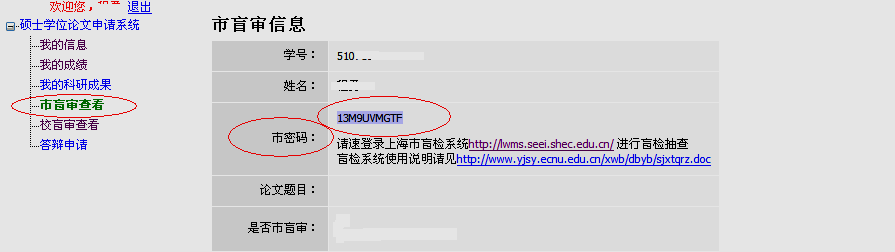 欢迎您， 退出
硕士学位论文申请系统
我的信息
我的成绩
我的科研成果
市盲审查看
校盲审查看
答辩申请
市盲审信息
学号： 510
姓名：
市密码：
13M9UVMGTF
请速登录上海市盲检系统http://lwms.seei.shec.edu.cn/ 进行盲检抽查
盲检系统使用说明请见http://www.yjsy.ecnu.edu.cn/xwb/dbyb/sjxtqrz.doc
论文题目：
是否市盲审：